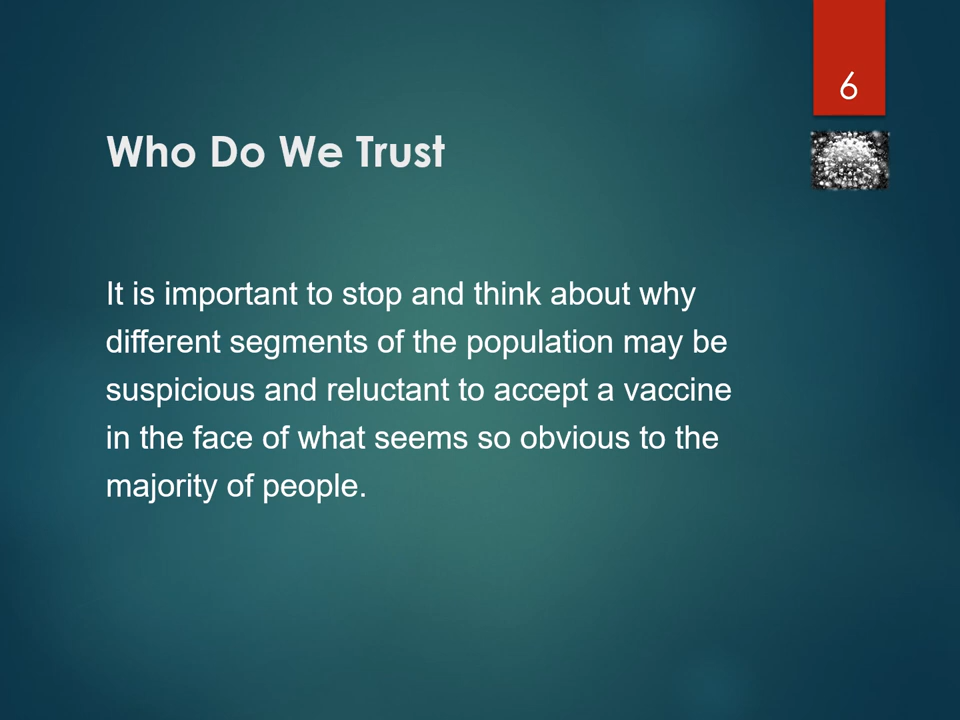 6
Who Do We Trust
It is important to stop and think about why
different segments of the population may be
suspicious and reluctant to accept a vaccine
in the face of what seems so obvious to the
majority of people.